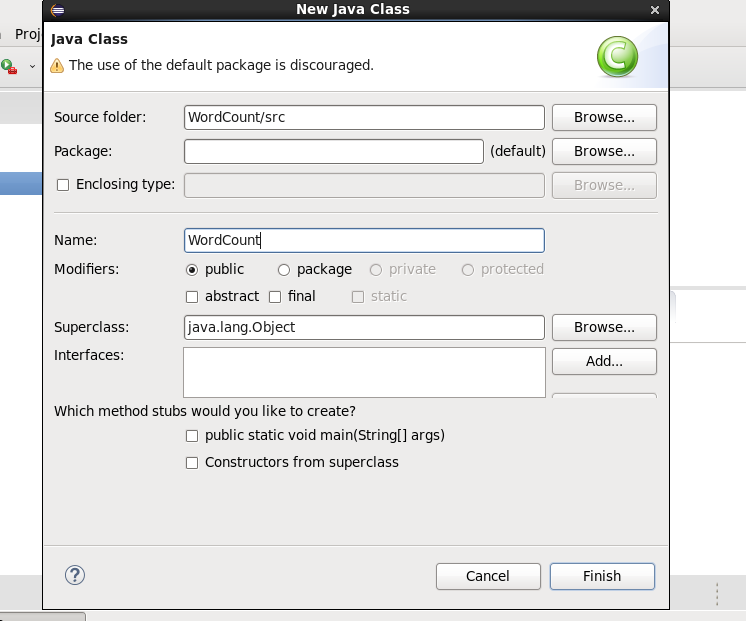 New Java Class
Proj
Java Class
The use of the default package is discouraged.
Source folder: WordCount/src Browse...
Package: (default) Browse...
Enclosing type: Browse...
Name: WordCount
Modifiers: public package private protected
abstract final static
Superclass: java.lang.Object Browse...
Interfaces: Add...
Which method stubs would you like to create?
public static void main(String[] args)
Constructors from superclass
? Cancel Finish